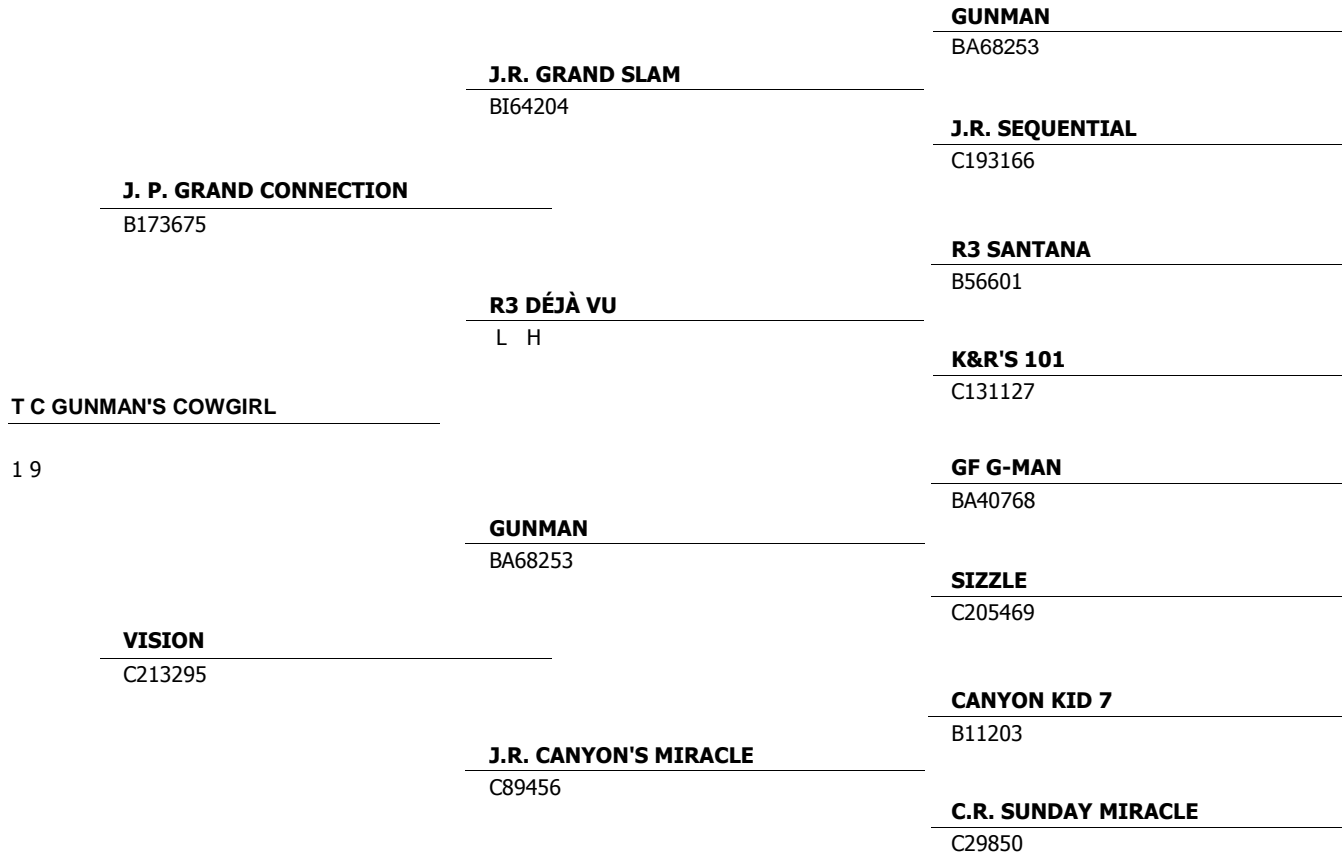 GUNMAN
BA68253
J.R. GRAND SLAM
BI64204
J.R. SEQUENTIAL
C193166
J. P. GRAND CONNECTION
B173675
R3 SANTANA
B56601
R3 DÉJÀ VU
L H
K&R'S 101
C131127
T C GUNMAN'S COWGIRL
1 9
GF G-MAN
BA40768
GUNMAN
BA68253
SIZZLE
C205469
VISION
C213295
CANYON KID 7
B11203
J.R. CANYON'S MIRACLE
C89456
C.R. SUNDAY MIRACLE
C29850